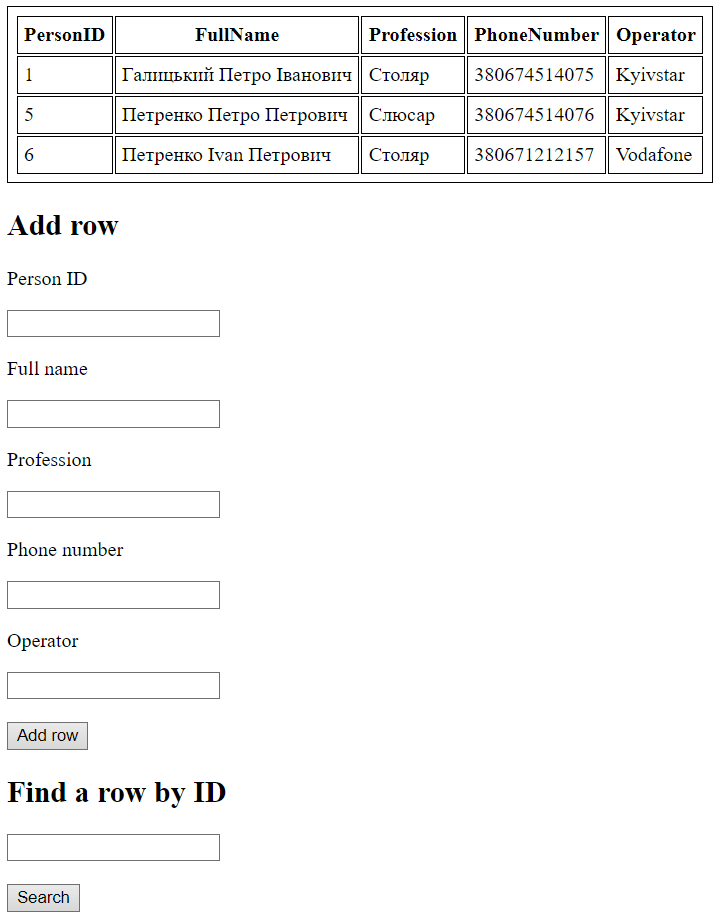 PersonID FullName Profession PhoneNumber Operator
1 Галицький Петро Іванович Столяр 380674514075 Kyivstar
5 Петренко Петро Петрович Слюсар 380674514076 Kyivstar
6 Петренко Ivan Петрович Столяр 380671212157 Vodafone
Add row
Person ID
Full name
Profession
Phone number
Operator
Add row
Find a row by ID
Search